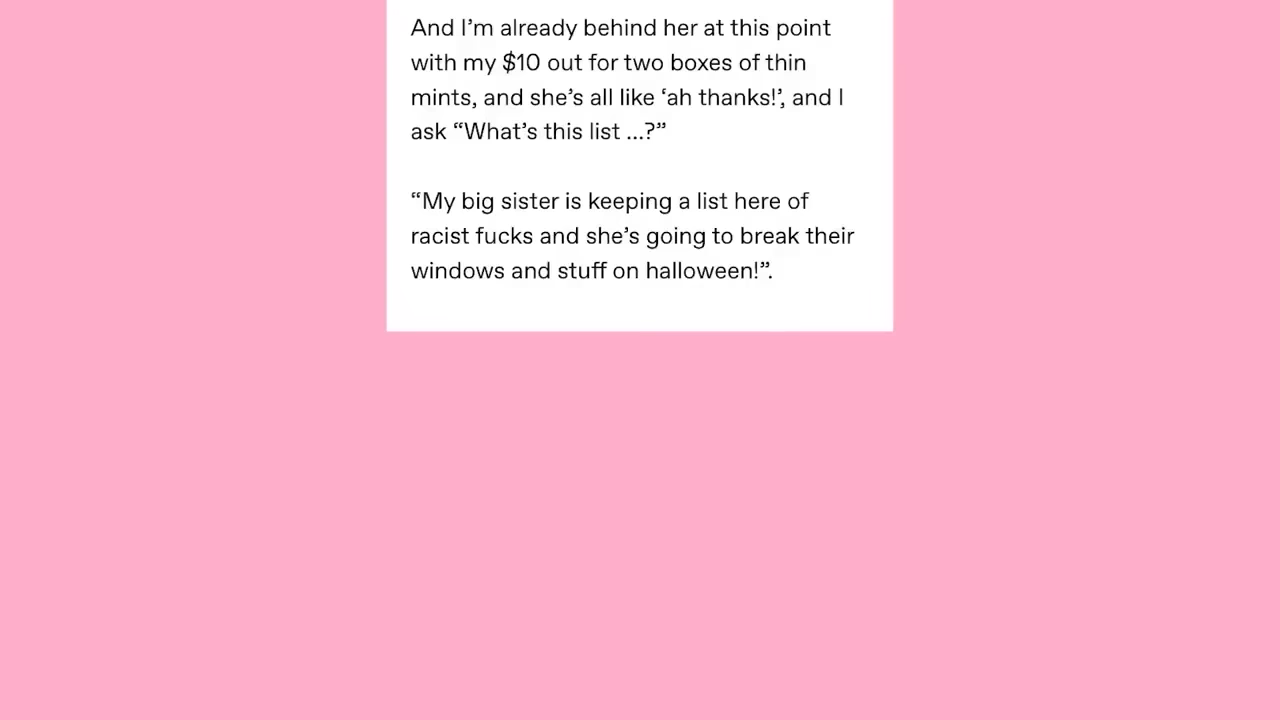 And I’m already behind her at this point
with my $10 out for two boxes of thin
mints, and she’s all like ‘ah thanks!’, and I
ask “What’s this list ...?”
“My big sister is keeping a list here of
racist fucks and she’s going to break their
windows and stuff on halloween!”.